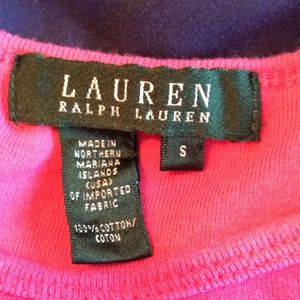 LAUREN
RALPH LAUREN
S
MADE IN
NORTHERN
MARIANA
ISLANDS
(USA)
OF IMPORTED
FABRIC
100% COTTON/
COTON